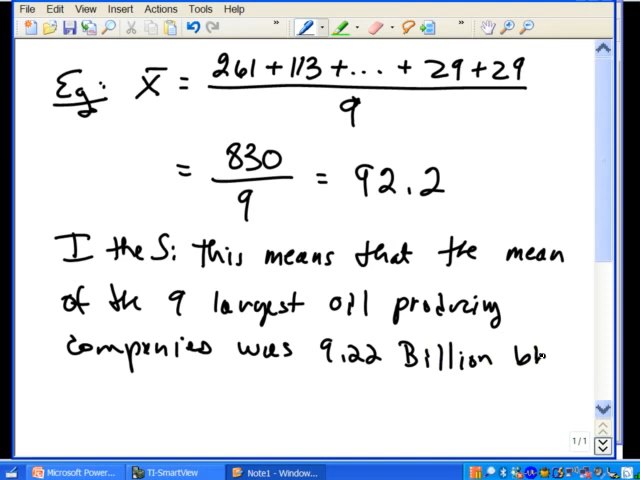 File Edit View Insert Actions Tools Help
Eg: X̄ = 261 + 113 + ... + 29 + 29
9
= 830 = 92.2
9
I the S: This means that the mean
of the 9 largest oil producing
companies was 9.22 Billion bb
1/1
Microsoft Power... TI-SmartView Note1 - Window...